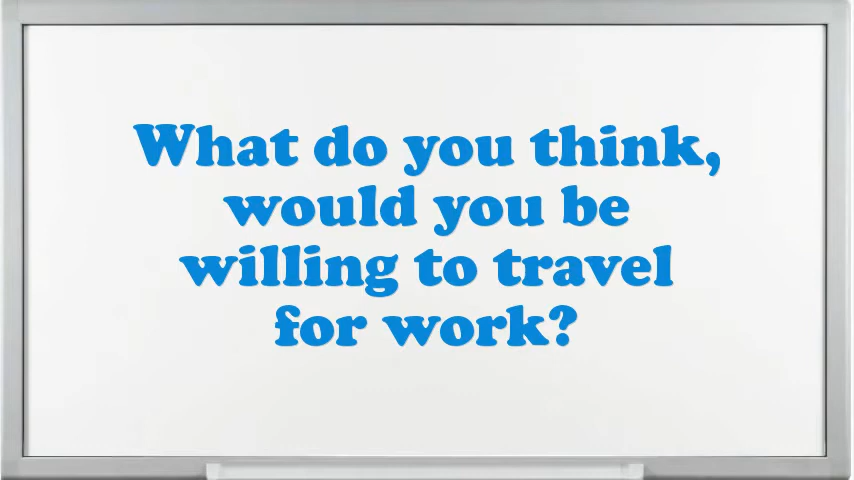 What do you think,
would you be
willing to travel
for work?